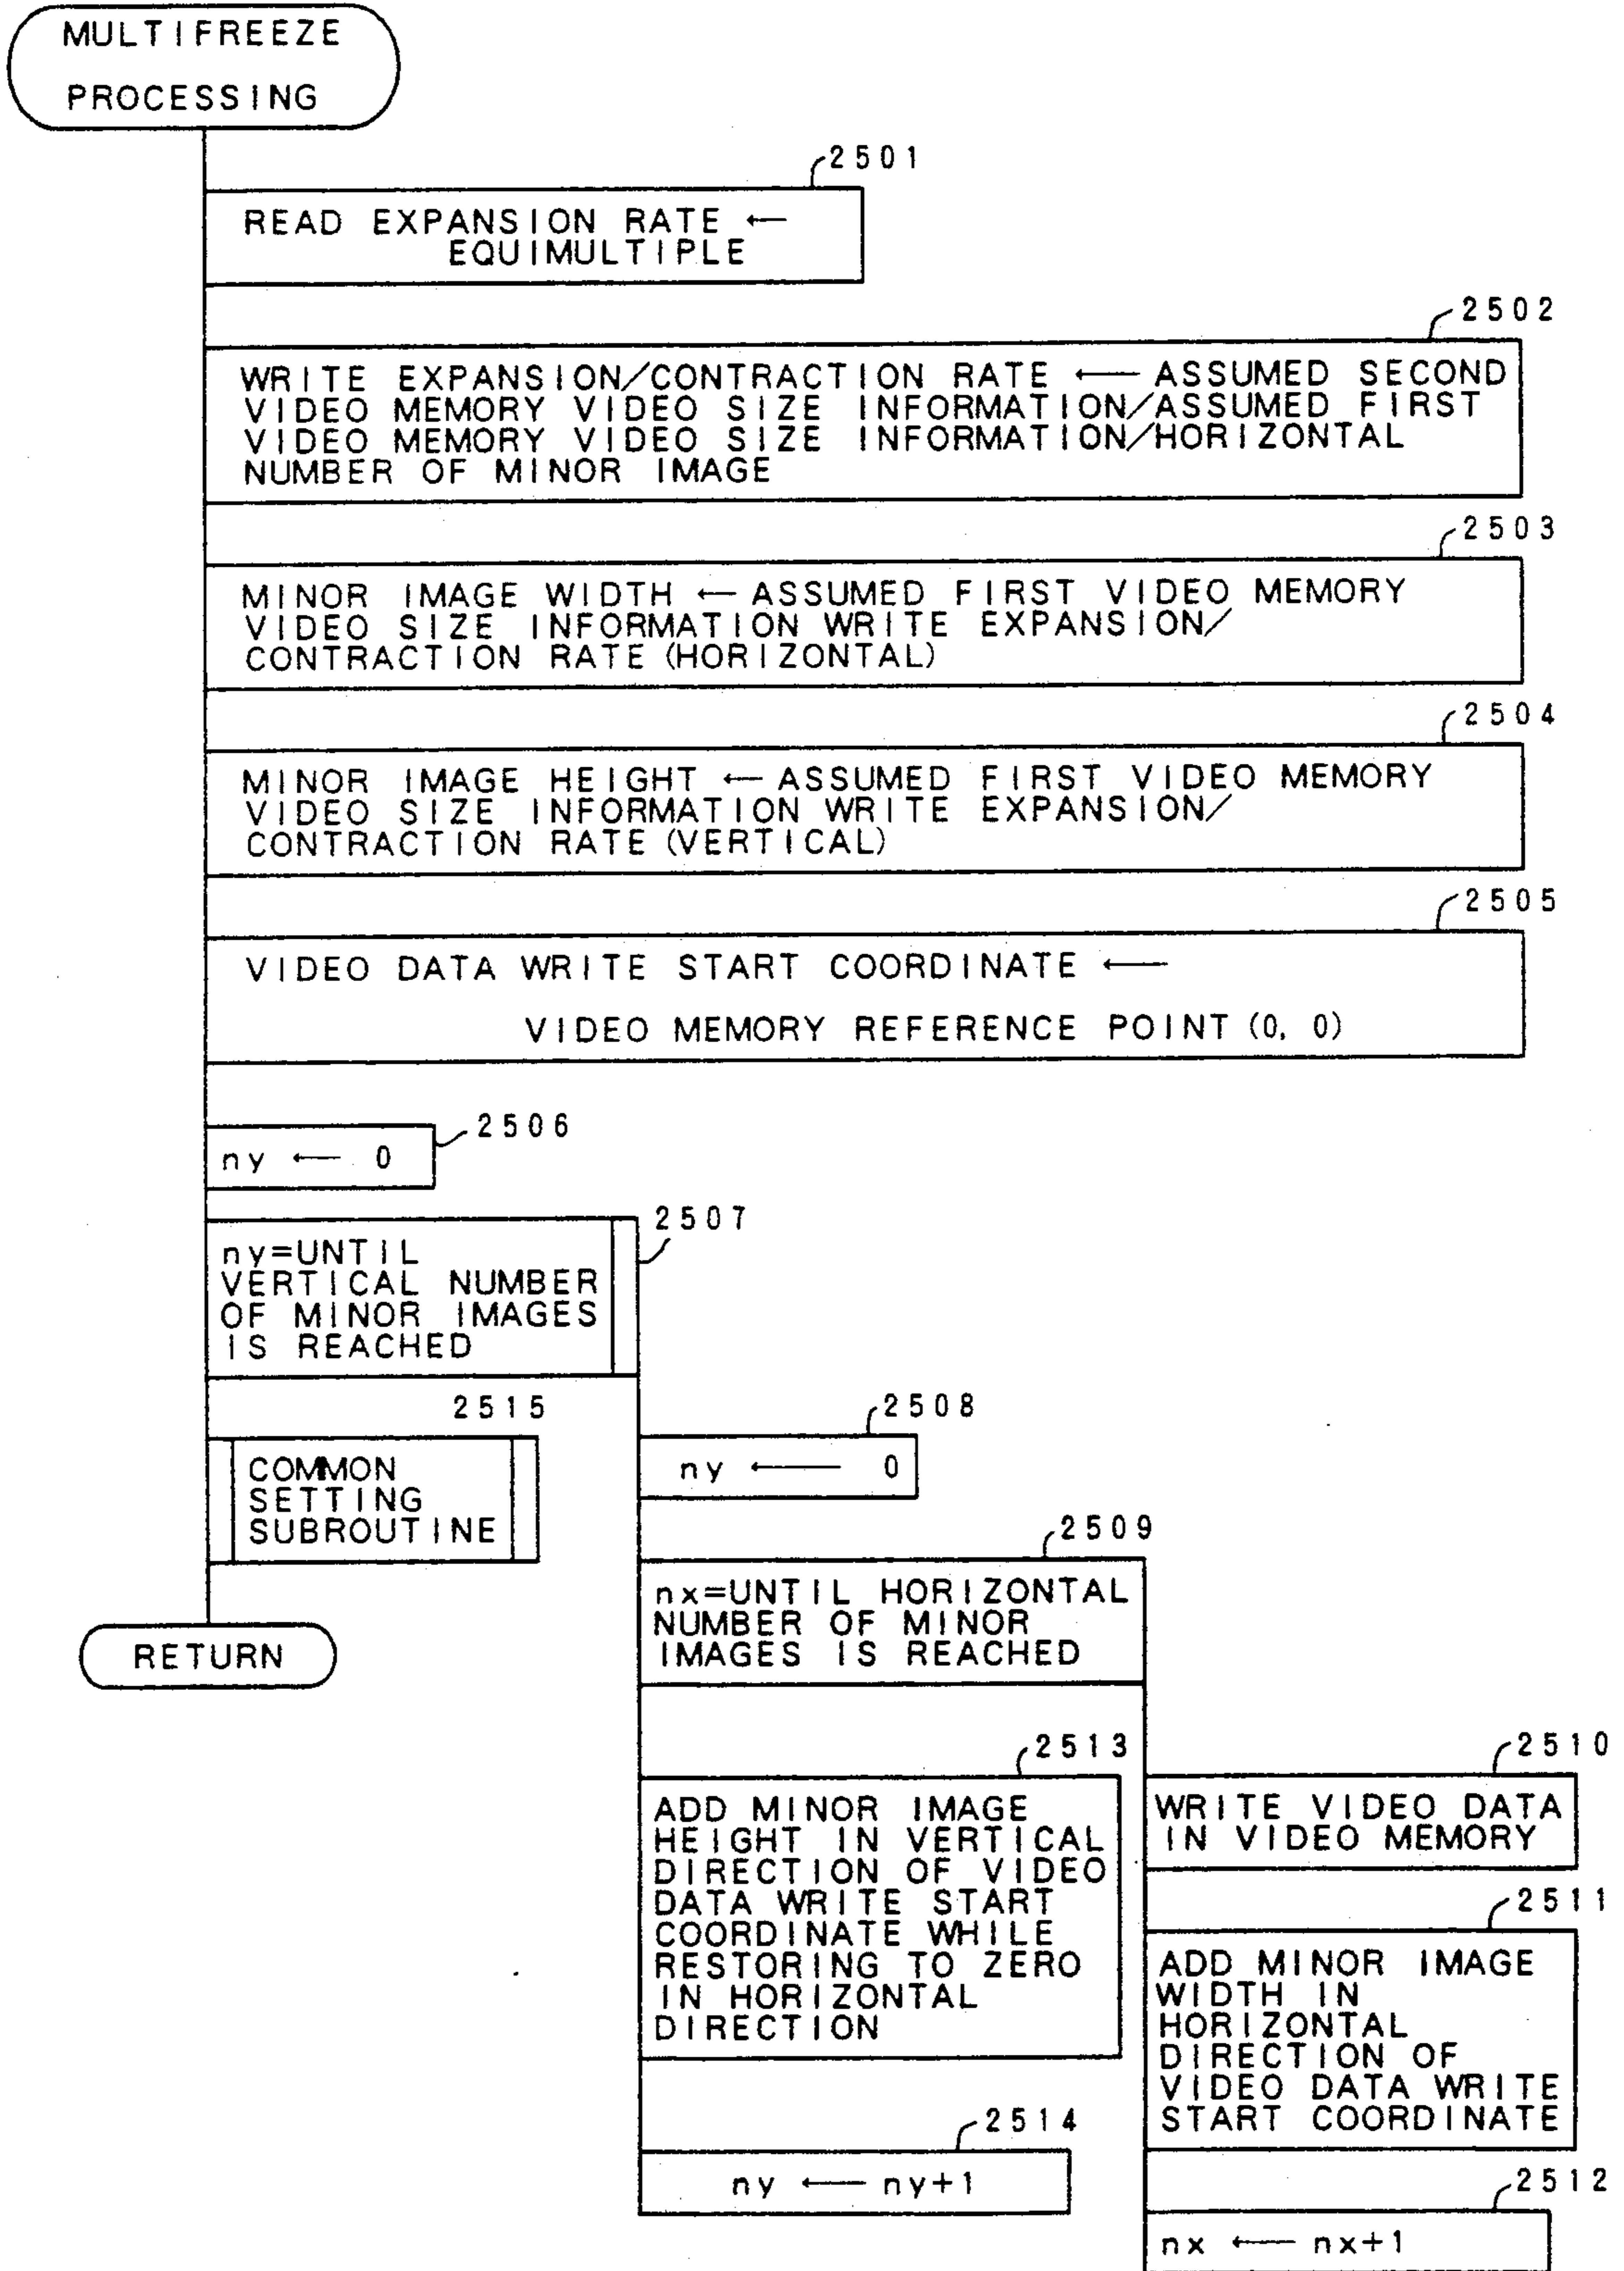 MULTIFREEZE
PROCESSING
2501
READ EXPANSION RATE ←
EQUIMULTIPLE
2502
WRITE EXPANSION/CONTRACTION RATE ← ASSUMED SECOND
VIDEO MEMORY VIDEO SIZE INFORMATION/ASSUMED FIRST
VIDEO MEMORY VIDEO SIZE INFORMATION/HORIZONTAL
NUMBER OF MINOR IMAGE
2503
MINOR IMAGE WIDTH ← ASSUMED FIRST VIDEO MEMORY
VIDEO SIZE INFORMATION WRITE EXPANSION/
CONTRACTION RATE (HORIZONTAL)
2504
MINOR IMAGE HEIGHT ← ASSUMED FIRST VIDEO MEMORY
VIDEO SIZE INFORMATION WRITE EXPANSION/
CONTRACTION RATE (VERTICAL)
2505
VIDEO DATA WRITE START COORDINATE ←
VIDEO MEMORY REFERENCE POINT (0, 0)
2506
ny ← 0
2507
ny=UNTIL
VERTICAL NUMBER
OF MINOR IMAGES
IS REACHED
2515
COMMON
SETTING
SUBROUTINE
RETURN
2508
ny ← 0
2509
nx=UNTIL HORIZONTAL
NUMBER OF MINOR
IMAGES IS REACHED
2513
ADD MINOR IMAGE
HEIGHT IN VERTICAL
DIRECTION OF VIDEO
DATA WRITE START
COORDINATE WHILE
RESTORING TO ZERO
IN HORIZONTAL
DIRECTION
2514
ny ← ny+1
2510
WRITE VIDEO DATA
IN VIDEO MEMORY
2511
ADD MINOR IMAGE
WIDTH IN
HORIZONTAL
DIRECTION OF
VIDEO DATA WRITE
START COORDINATE
2512
nx ← nx+1